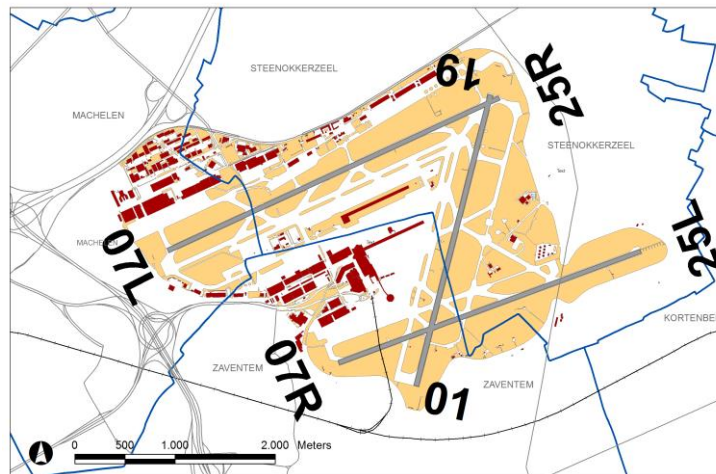 STEENOKKERZEEL
19
25R
MACHELEN
STEENOKKERZEEL
MACHELEN
07L
25L
KORTENBE
07R
ZAVENTEM
01
ZAVENTEM
0 500 1.000 2.000 Meters